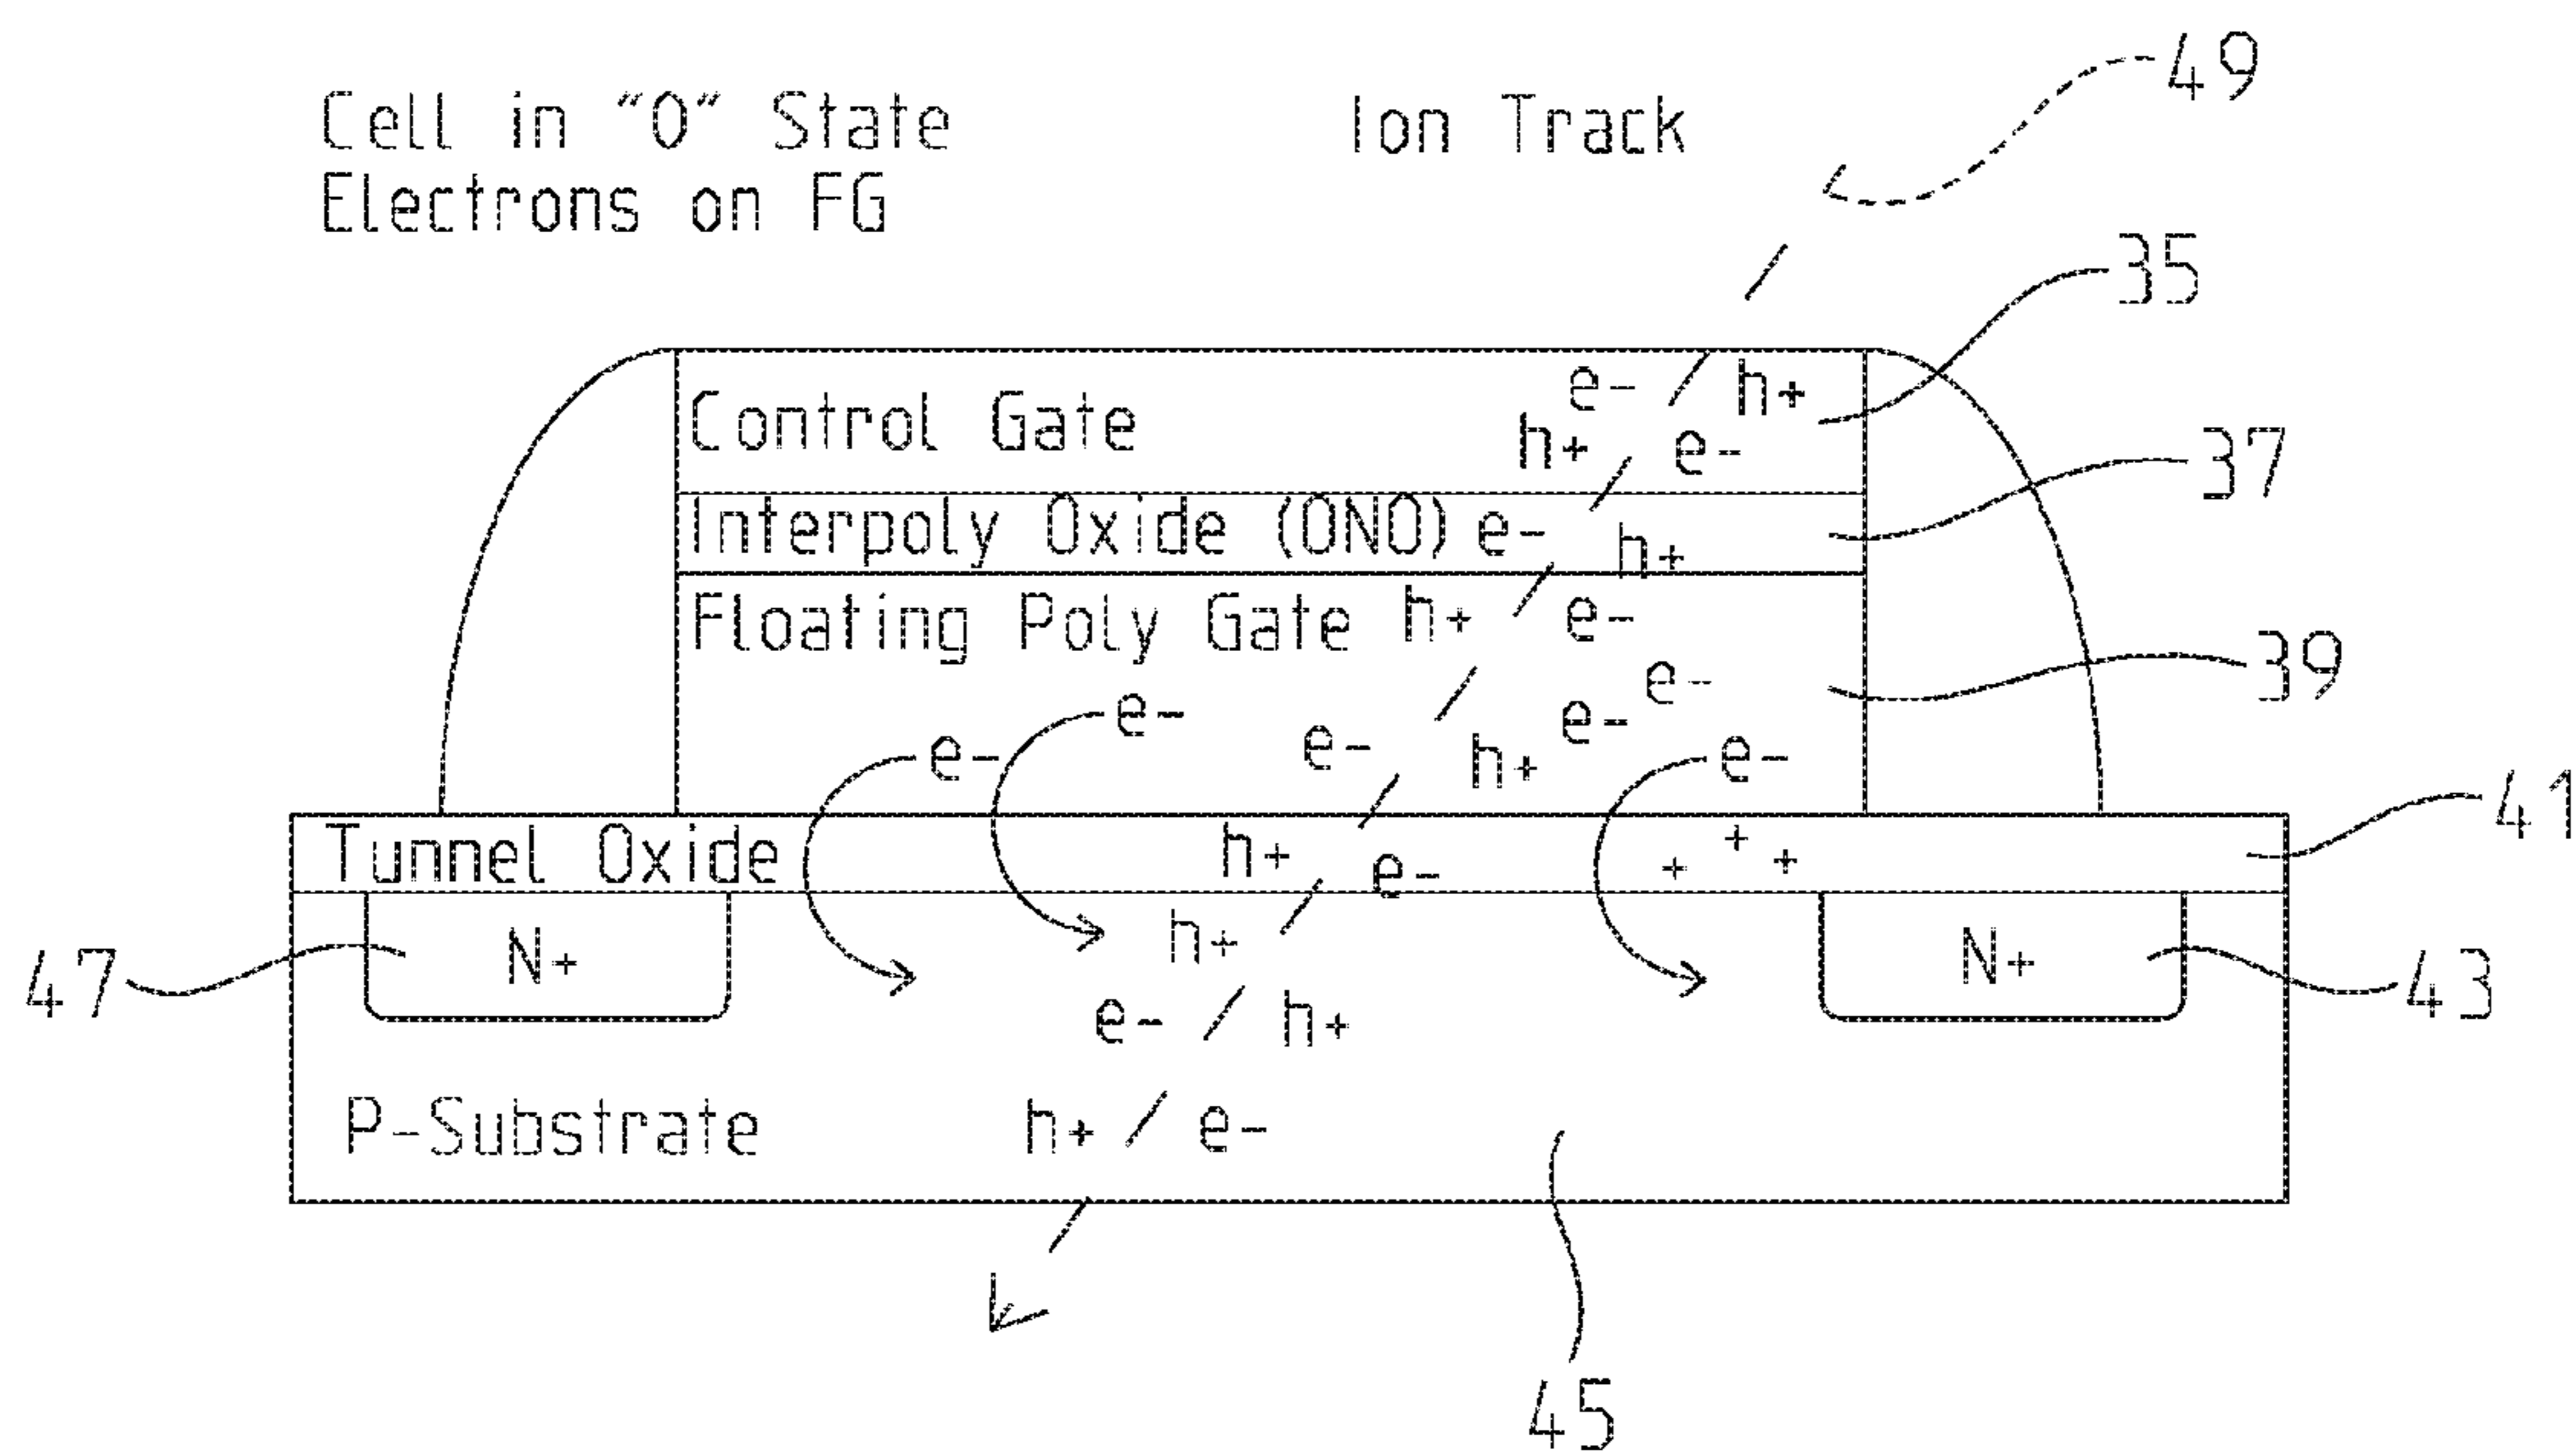 Cell in "0" State
Electrons on FG
Ion Track
49
35
e- h+
Control Gate
h+ e-
37
Interpoly Oxide (ONO) e- h+
Floating Poly Gate h+ e-
39
e-
e- e- e- h+ e- e-
41
Tunnel Oxide h+ e- + + +
47
N+
h+
N+
43
e- h+
P-Substrate h+ e-
45